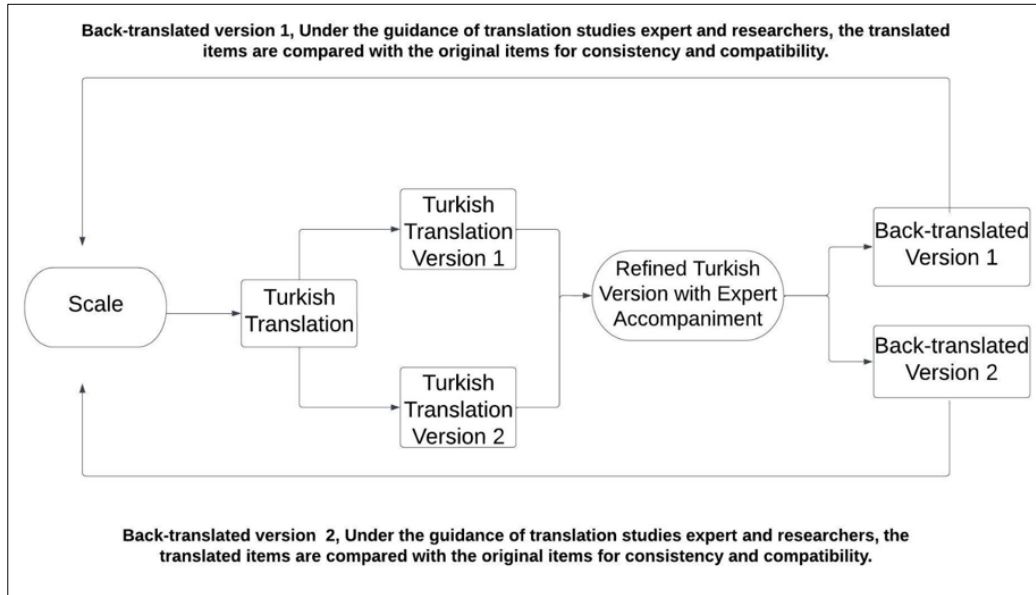 Back-translated version 1, Under the guidance of translation studies expert and researchers, the translated
items are compared with the original items for consistency and compatibility.
Scale
Turkish
Translation
Turkish
Translation
Version 1
Turkish
Translation
Version 2
Refined Turkish
Version with Expert
Accompaniment
Back-translated
Version 1
Back-translated
Version 2
Back-translated version 2, Under the guidance of translation studies expert and researchers, the
translated items are compared with the original items for consistency and compatibility.